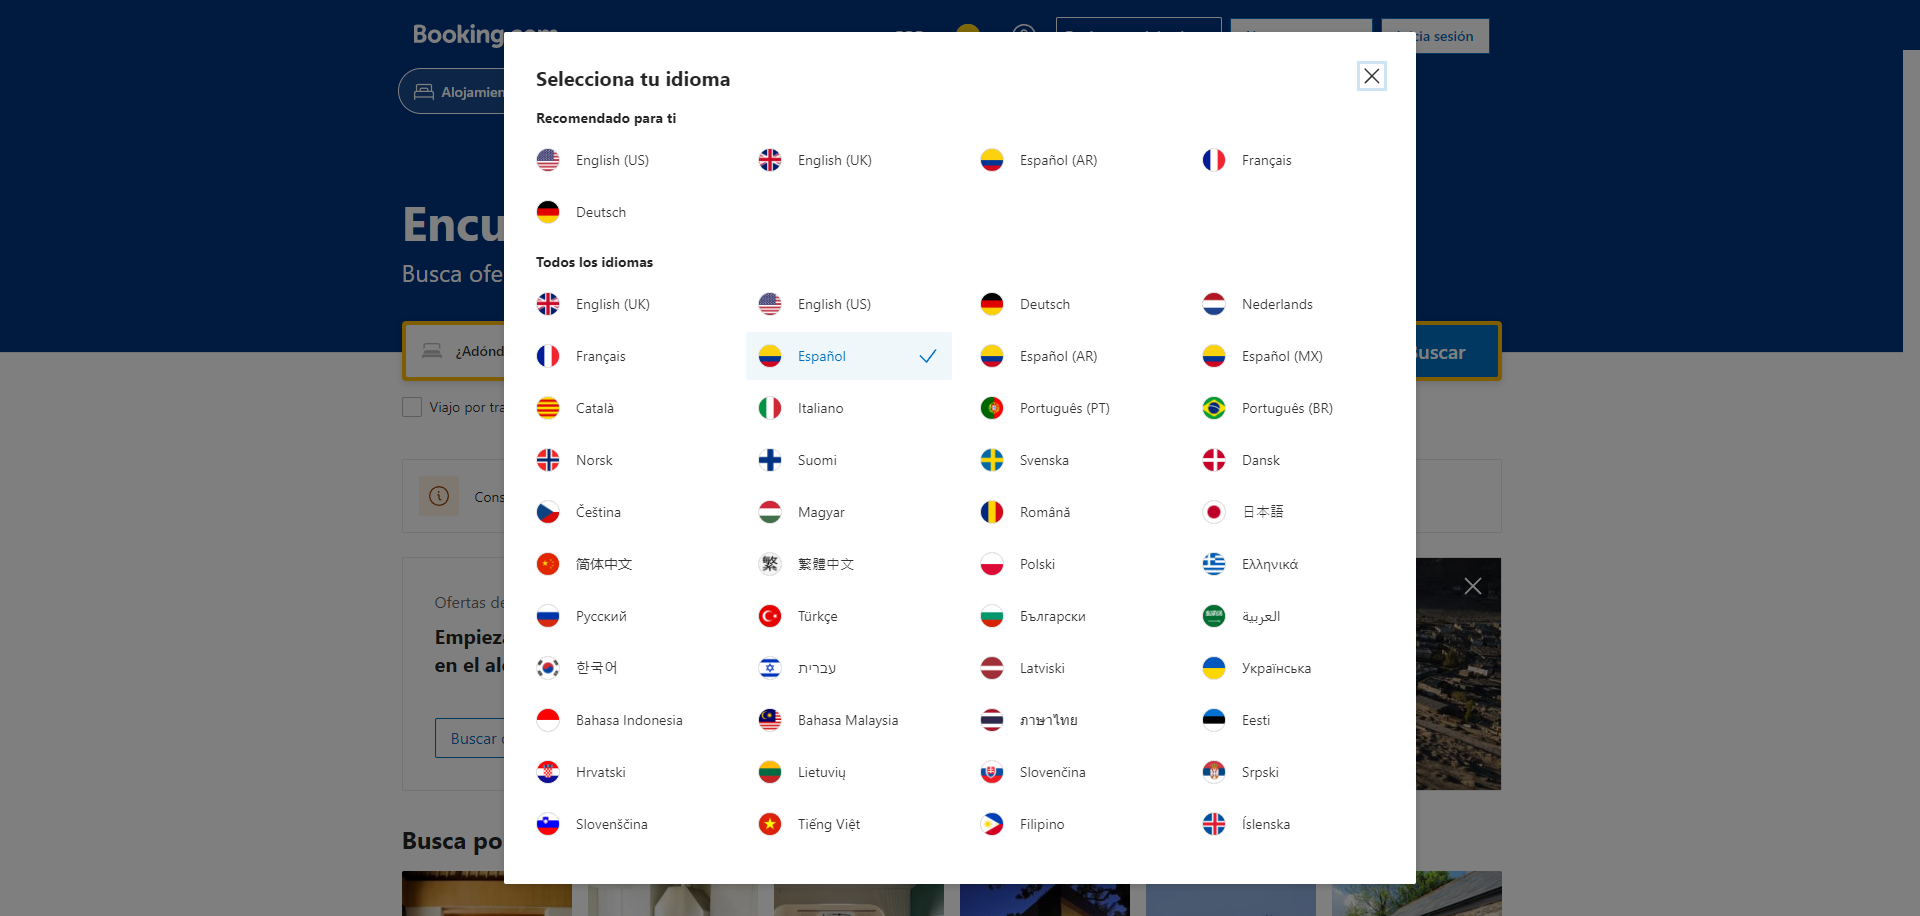 Booking.com
Inicia sesión
Alojamien
Encu
Busca ofe
¿Adónd
Buscar
Viajo por tra
Cons
Ofertas de
Empieza
en el alo
Buscar
Busca po
Selecciona tu idioma
Recomendado para ti
English (US)
English (UK)
Español (AR)
Français
Deutsch
Todos los idiomas
English (UK)
English (US)
Deutsch
Nederlands
Français
Español
Español (AR)
Español (MX)
Català
Italiano
Português (PT)
Português (BR)
Norsk
Suomi
Svenska
Dansk
Čeština
Magyar
Română
日本語
简体中文
繁
繁體中文
Polski
Ελληνικά
Русский
Türkçe
Български
العربية
한국어
עברית
Latviski
Українська
Bahasa Indonesia
Bahasa Malaysia
ภาษาไทย
Eesti
Hrvatski
Lietuvių
Slovenčina
Srpski
Slovenščina
Tiếng Việt
Filipino
Íslenska